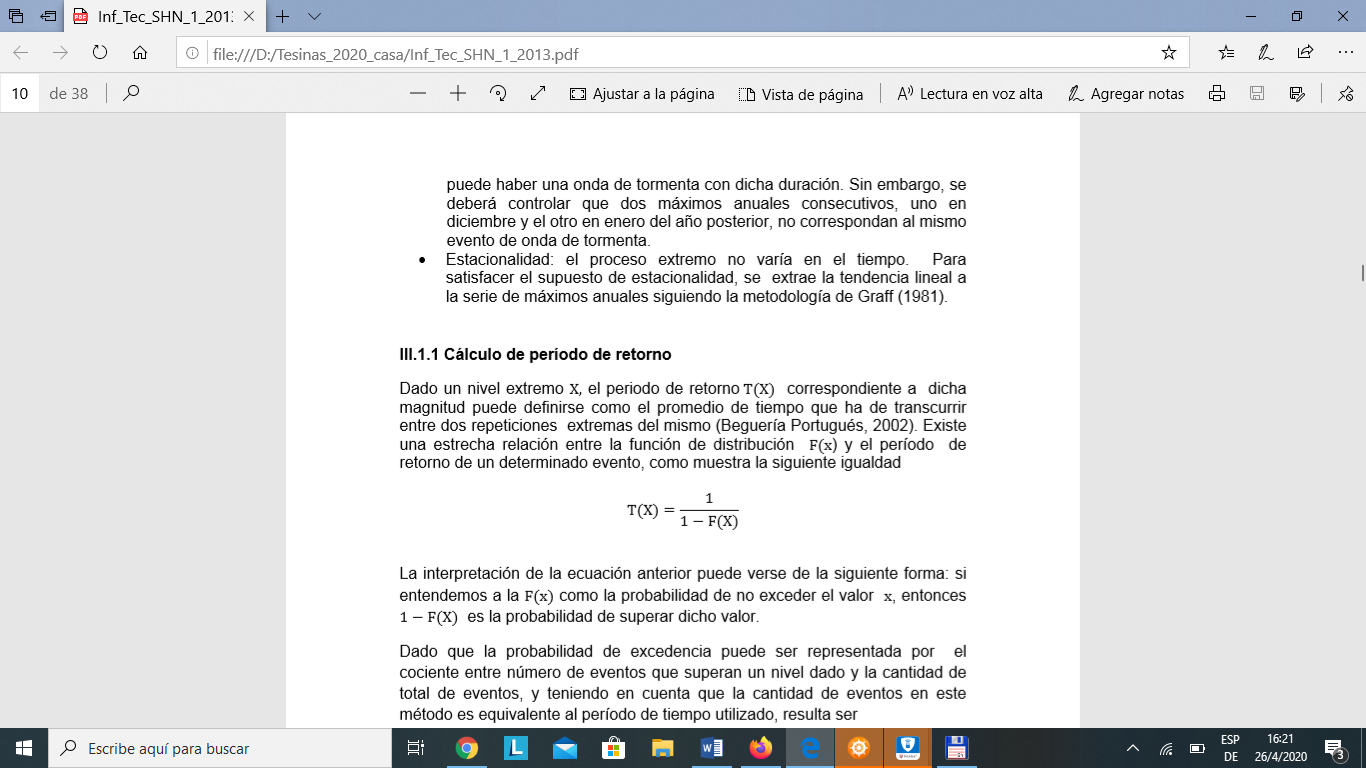 Inf_Tec_SHN_1_201:
file:///D:/Tesinas_2020_casa/Inf_Tec_SHN_1_2013.pdf
10 de 38 Ajustar a la página Vista de página Lectura en voz alta Agregar notas
puede haber una onda de tormenta con dicha duración. Sin embargo, se
deberá controlar que dos máximos anuales consecutivos, uno en
diciembre y el otro en enero del año posterior, no correspondan al mismo
evento de onda de tormenta.
• Estacionalidad: el proceso extremo no varía en el tiempo. Para
satisfacer el supuesto de estacionalidad, se extrae la tendencia lineal a
la serie de máximos anuales siguiendo la metodología de Graff (1981).
III.1.1 Cálculo de período de retorno
Dado un nivel extremo X, el periodo de retorno T(X) correspondiente a dicha
magnitud puede definirse como el promedio de tiempo que ha de transcurrir
entre dos repeticiones extremas del mismo (Beguería Portugués, 2002). Existe
una estrecha relación entre la función de distribución F(x) y el período de
retorno de un determinado evento, como muestra la siguiente igualdad
T(X) = 1 / (1 − F(X))
La interpretación de la ecuación anterior puede verse de la siguiente forma: si
entendemos a la F(x) como la probabilidad de no exceder el valor x, entonces
1 − F(X) es la probabilidad de superar dicho valor.
Dado que la probabilidad de excedencia puede ser representada por el
cociente entre número de eventos que superan un nivel dado y la cantidad de
total de eventos, y teniendo en cuenta que la cantidad de eventos en este
método es equivalente al período de tiempo utilizado, resulta ser
Escribe aquí para buscar
ESP 16:21
DE 26/4/2020 3